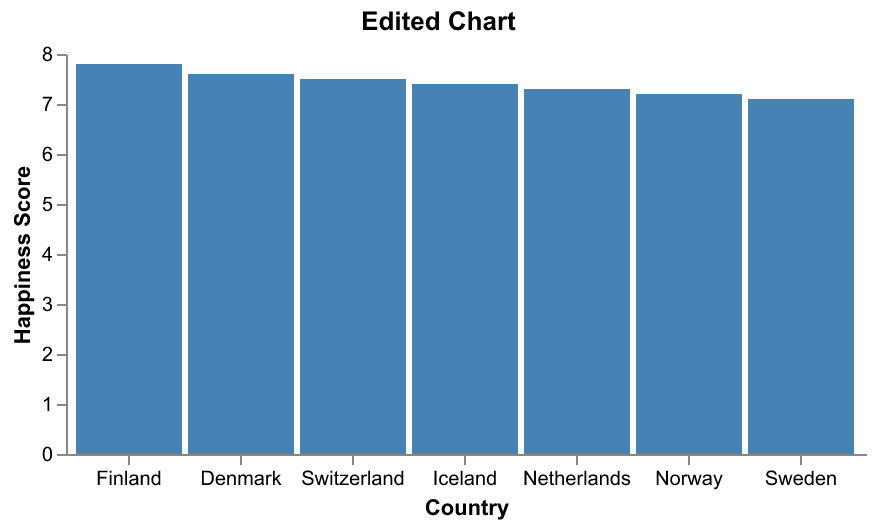 Edited Chart
Happiness Score
8
7
6
5
4
3
2
1
0
Finland Denmark Switzerland Iceland Netherlands Norway Sweden
Country